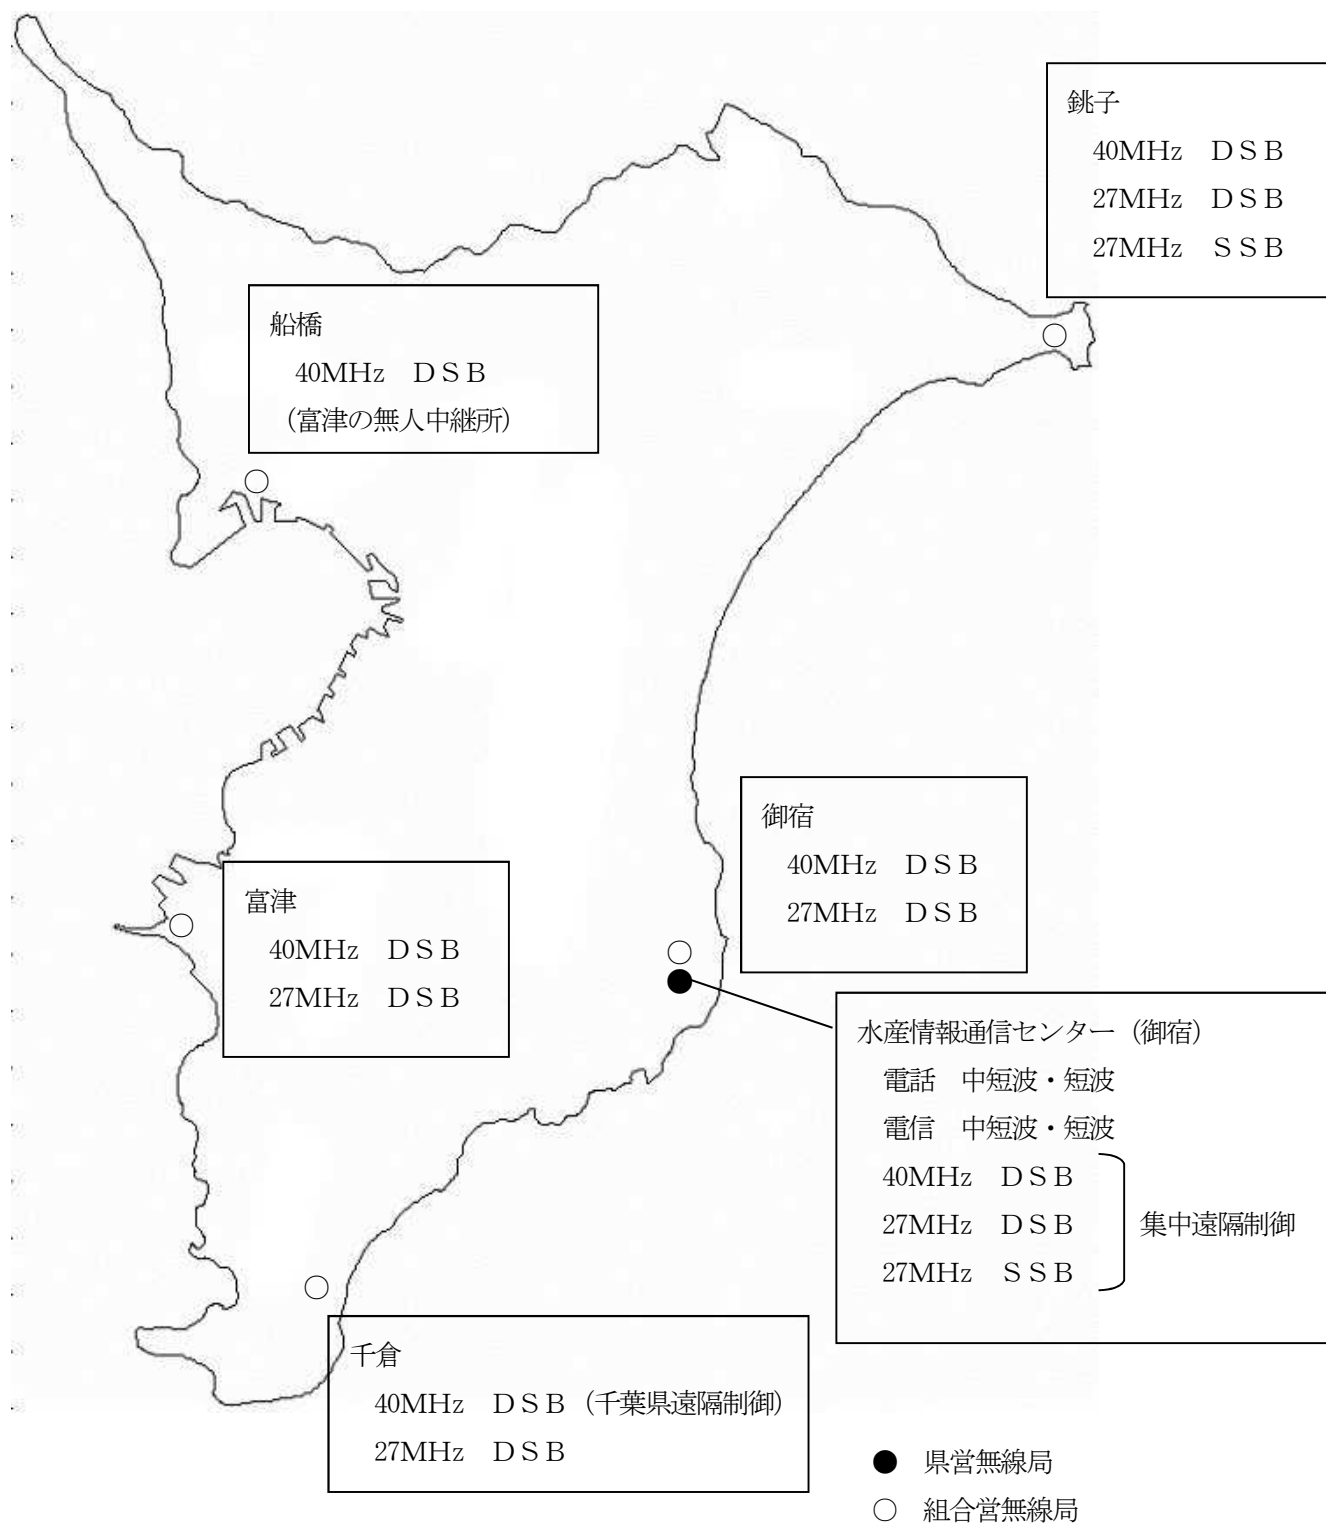 銚子
40MHz ＤＳＢ
27MHz ＤＳＢ
27MHz ＳＳＢ
船橋
40MHz ＤＳＢ
（富津の無人中継所）
御宿
40MHz ＤＳＢ
27MHz ＤＳＢ
富津
40MHz ＤＳＢ
27MHz ＤＳＢ
水産情報通信センター（御宿）
電話 中短波・短波
電信 中短波・短波
40MHz ＤＳＢ
27MHz ＤＳＢ
27MHz ＳＳＢ
集中遠隔制御
千倉
40MHz ＤＳＢ（千葉県遠隔制御）
27MHz ＤＳＢ
● 県営無線局
○ 組合営無線局